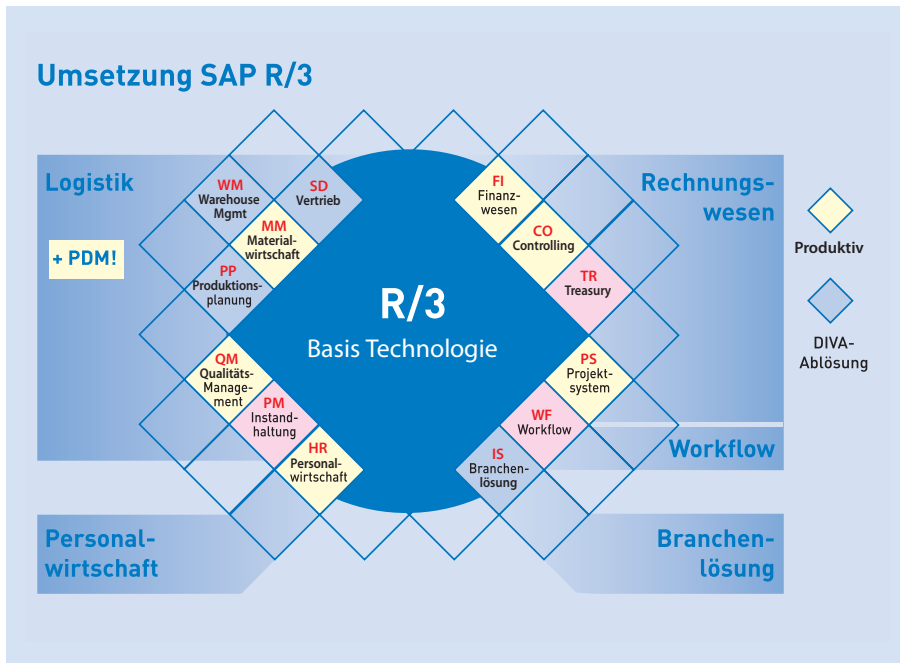 Umsetzung SAP R/3
Logistik
+ PDM!
WM
Warehouse
Mgmt
SD
Vertrieb
MM
Material-
wirtschaft
PP
Produktions-
planung
QM
Qualitäts-
Manage-
ment
PM
Instand-
haltung
HR
Personal-
wirtschaft
R/3
Basis Technologie
FI
Finanz-
wesen
CO
Controlling
TR
Treasury
PS
Projekt-
system
WF
Workflow
IS
Branchen-
lösung
Rechnungs-
wesen
Workflow
Personal-
wirtschaft
Branchen-
lösung
Produktiv
DIVA-
Ablösung